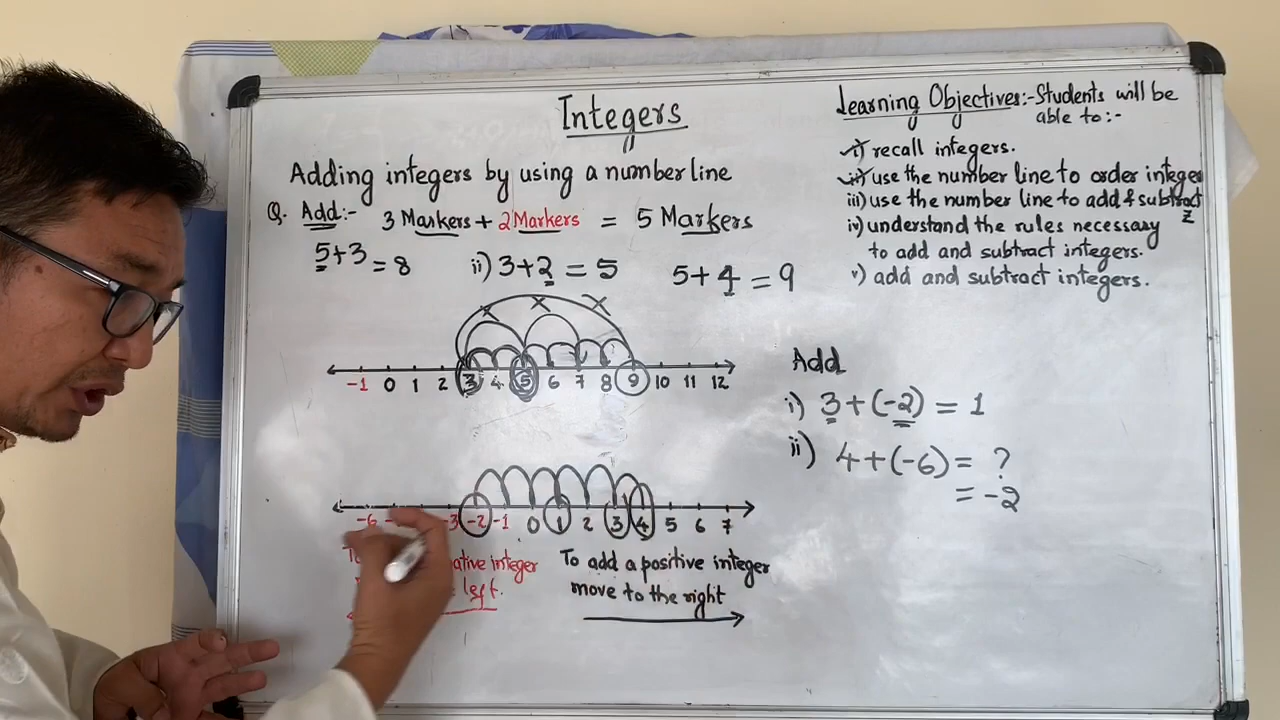 Integers
Adding integers by using a number line
Q. Add:- 3 Markers + 2 Markers = 5 Markers
5+3 = 8 ii) 3+2 = 5 5+4 = 9
-1 0 1 2 3 4 5 6 7 8 9 10 11 12
-6 -3 -2 -1 0 1 2 3 4 5 6 7
integer
left.
To add a positive integer
move to the right
Learning Objectives:- Students will be
able to:-
i) recall integers.
ii) use the number line to order integer
iii) use the number line to add & subtract
Z
iv) understand the rules necessary
to add and subtract integers.
v) add and subtract integers.
Add
i) 3+(-2) = 1
ii) 4+(-6) = ?
= -2